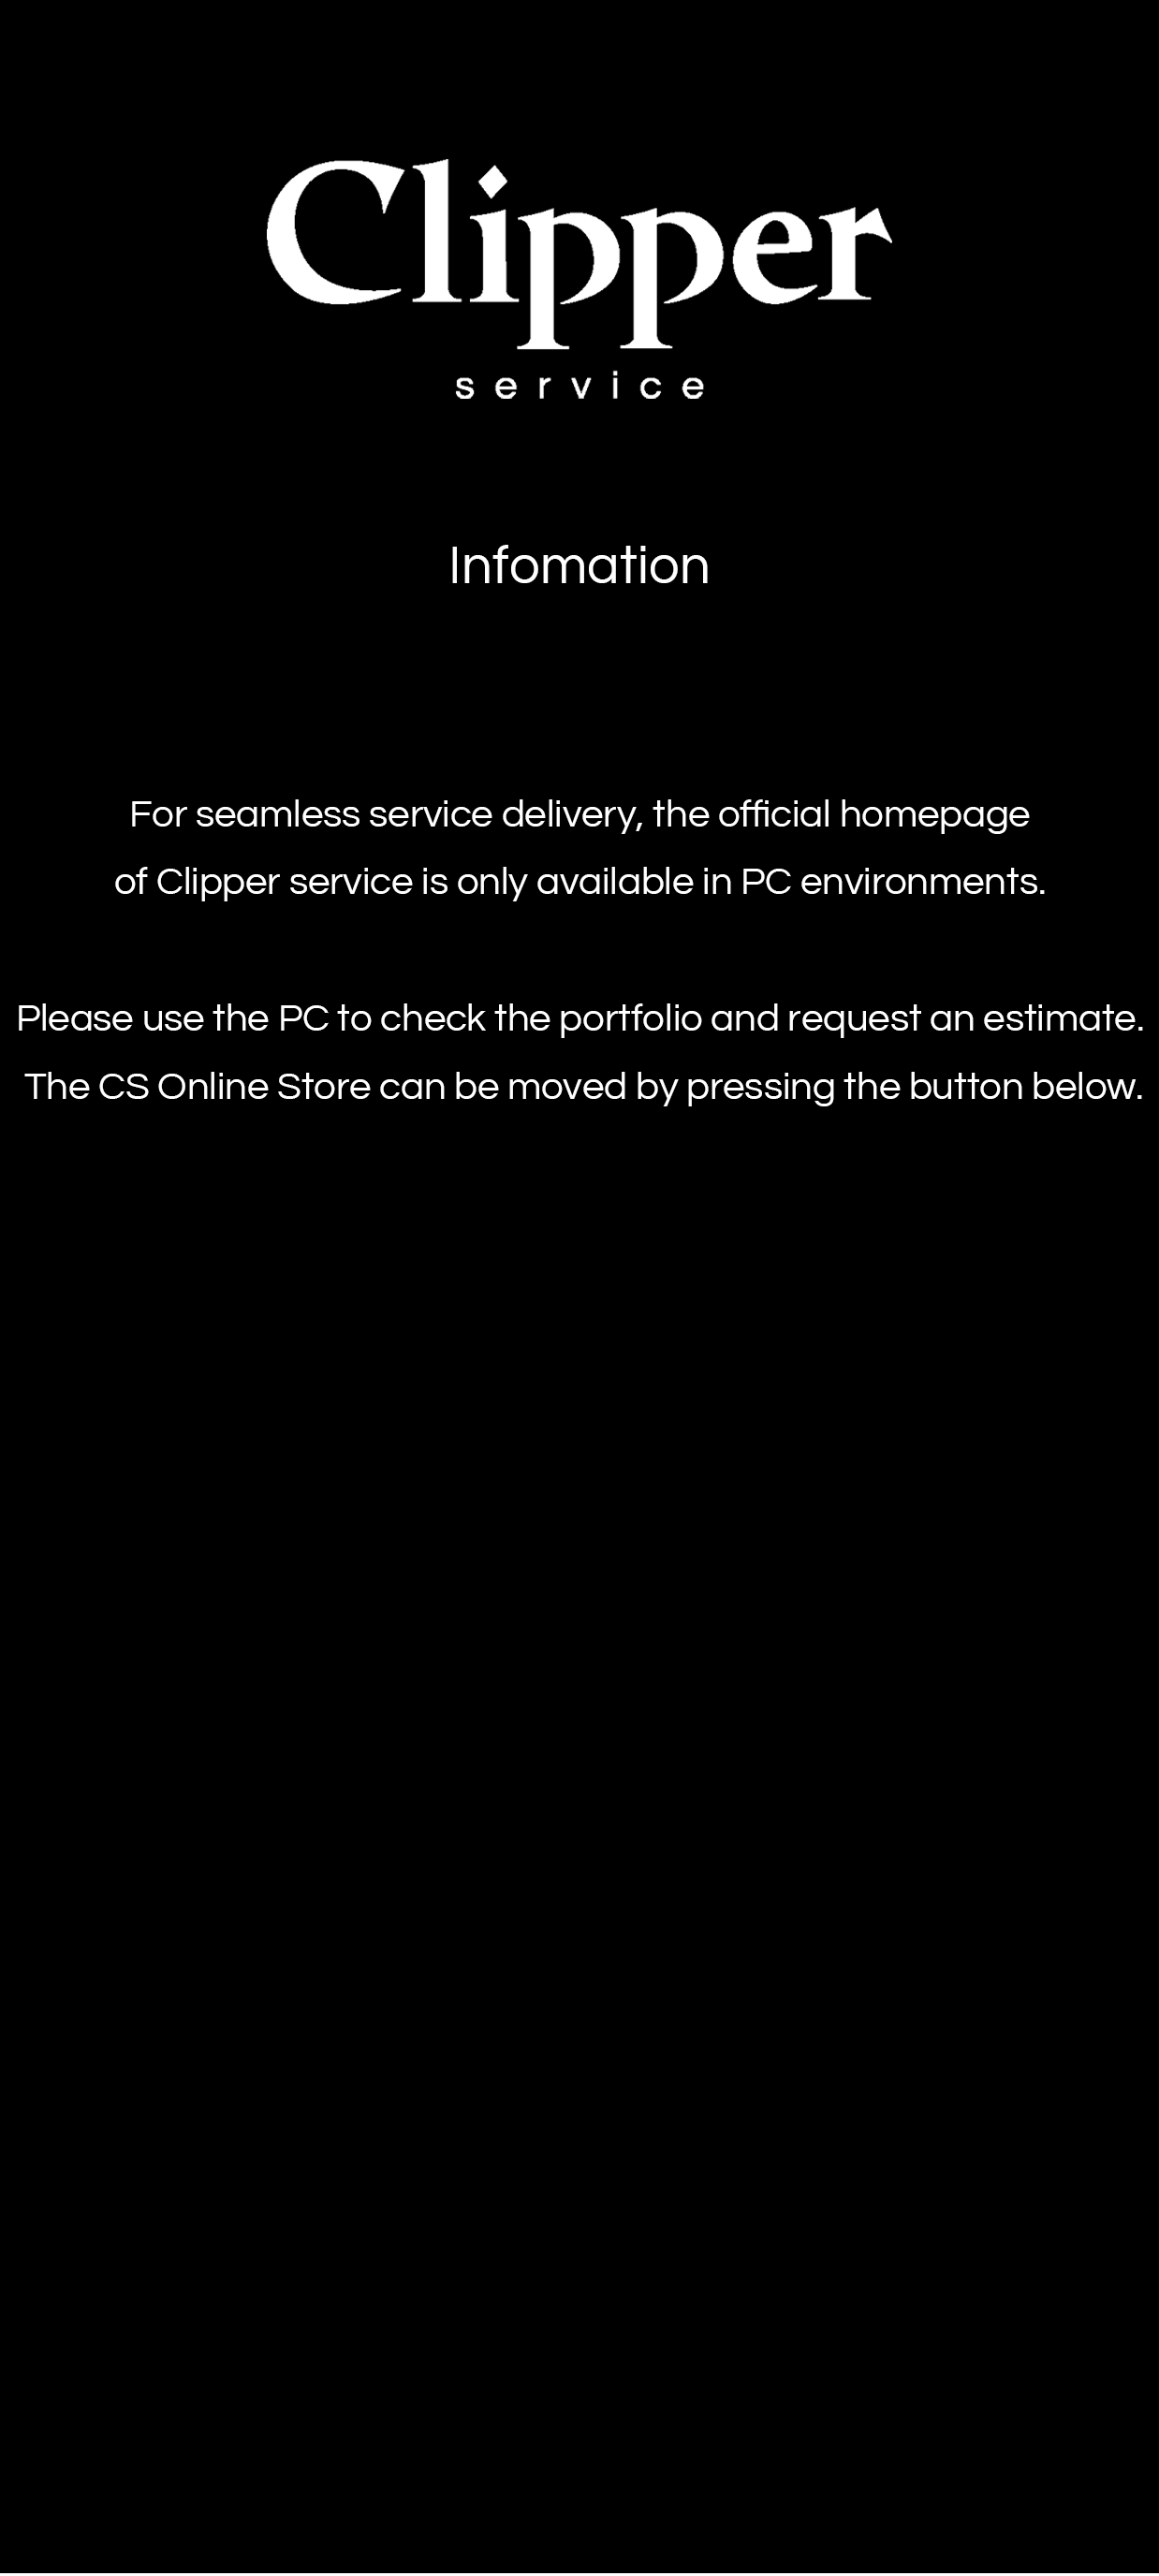 Clipper
service
Infomation
For seamless service delivery, the official homepage
of Clipper service is only available in PC environments.
Please use the PC to check the portfolio and request an estimate.
The CS Online Store can be moved by pressing the button below.